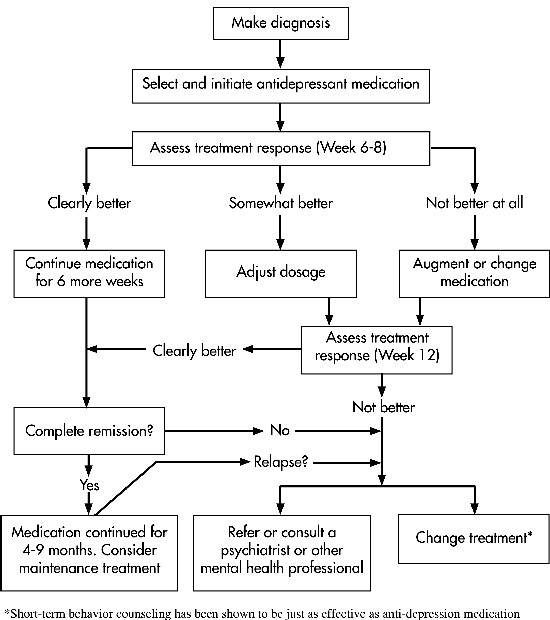 Make diagnosis
Select and initiate antidepressant medication
Assess treatment response (Week 6-8)
Clearly better
Somewhat better
Not better at all
Continue medication
for 6 more weeks
Adjust dosage
Augment or change
medication
Assess treatment
response (Week 12)
Clearly better
Not better
Complete remission?
No
Relapse?
Yes
Medication continued for
4-9 months. Consider
maintenance treatment
Refer or consult a
psychiatrist or other
mental health professional
Change treatment*
*Short-term behavior counseling has been shown to be just as effective as anti-depression medication